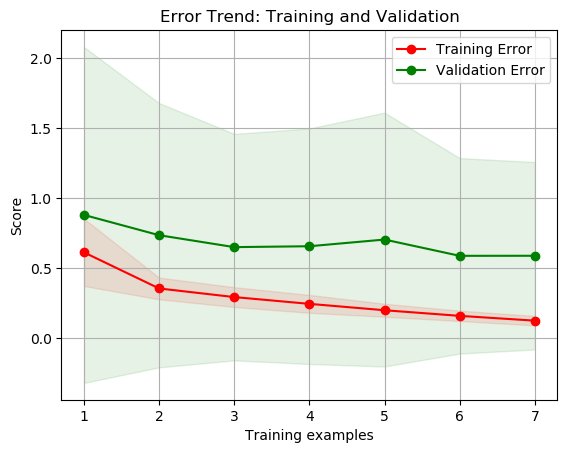 Error Trend: Training and Validation
Training Error
Validation Error
2.0
1.5
1.0
0.5
0.0
Score
1 2 3 4 5 6 7
Training examples